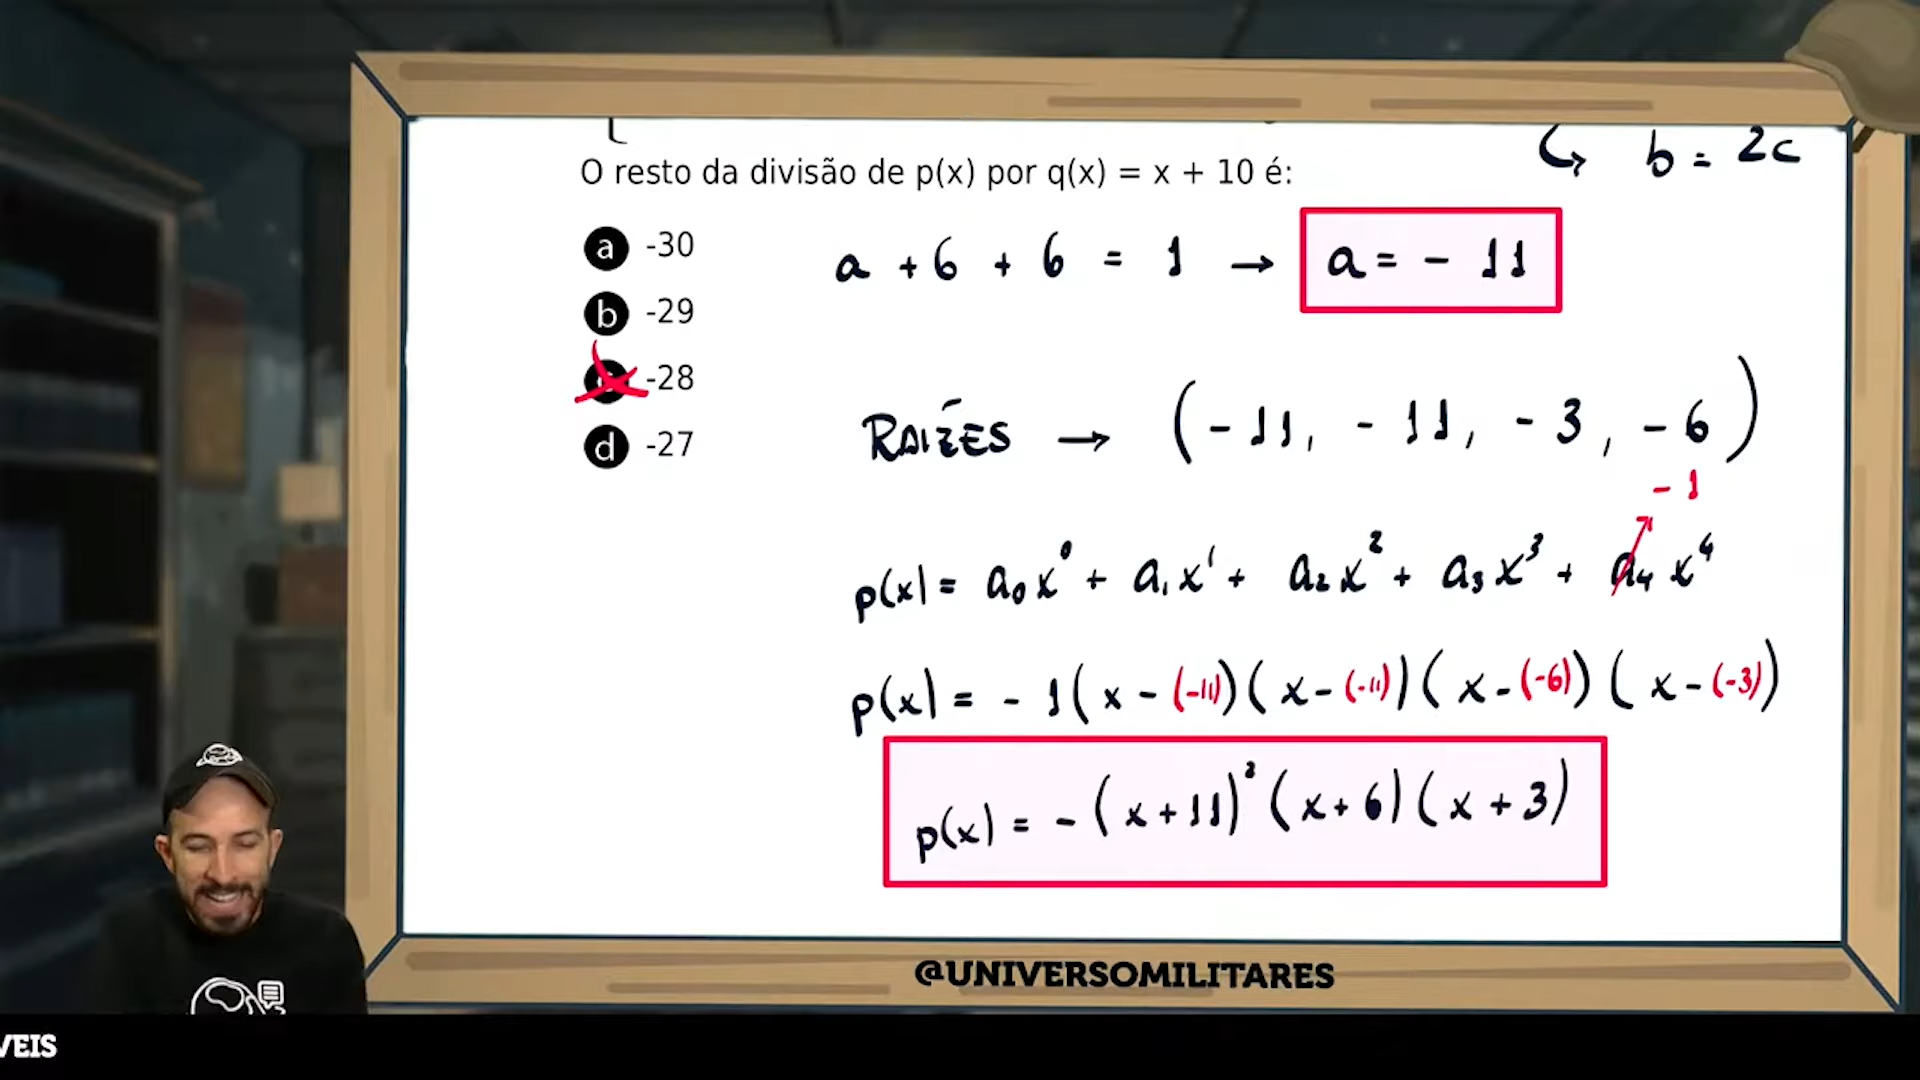 b = 2c
O resto da divisão de p(x) por q(x) = x + 10 é:
a -30
b -29
-28
d -27
a + 6 + 6 = 1 → a = - 11
RAÍZES → (-11, -11, -3, -6)
- 1
p(x) = a₀x⁰ + a₁x¹ + a₂x² + a₃x³ + a₄x⁴
p(x) = - 1(x - (-11))(x - (-11))(x - (-6))(x - (-3))
p(x) = - (x + 11)²(x + 6)(x + 3)
@UNIVERSOMILITARES
VEIS